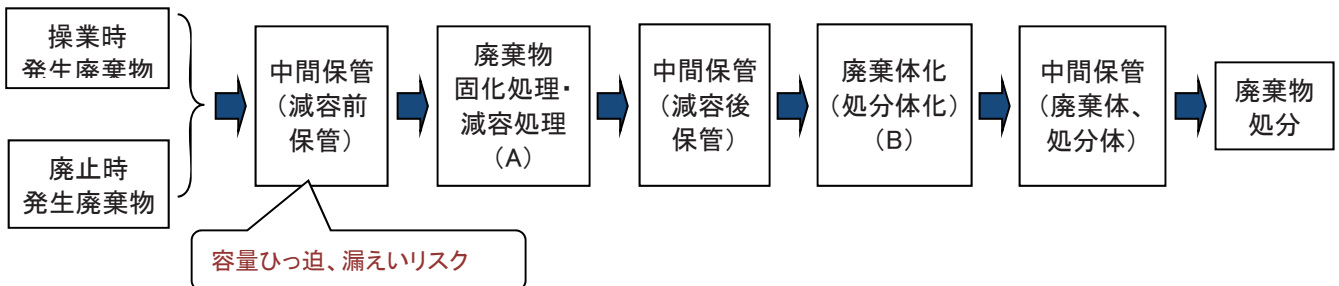 操業時
発生廃棄物
廃止時
発生廃棄物
中間保管
（減容前
保管）
廃棄物
固化処理・
減容処理
（A）
中間保管
（減容後
保管）
廃棄体化
（処分体化）
（B）
中間保管
（廃棄体、
処分体）
廃棄物
処分
容量ひっ迫、漏えいリスク